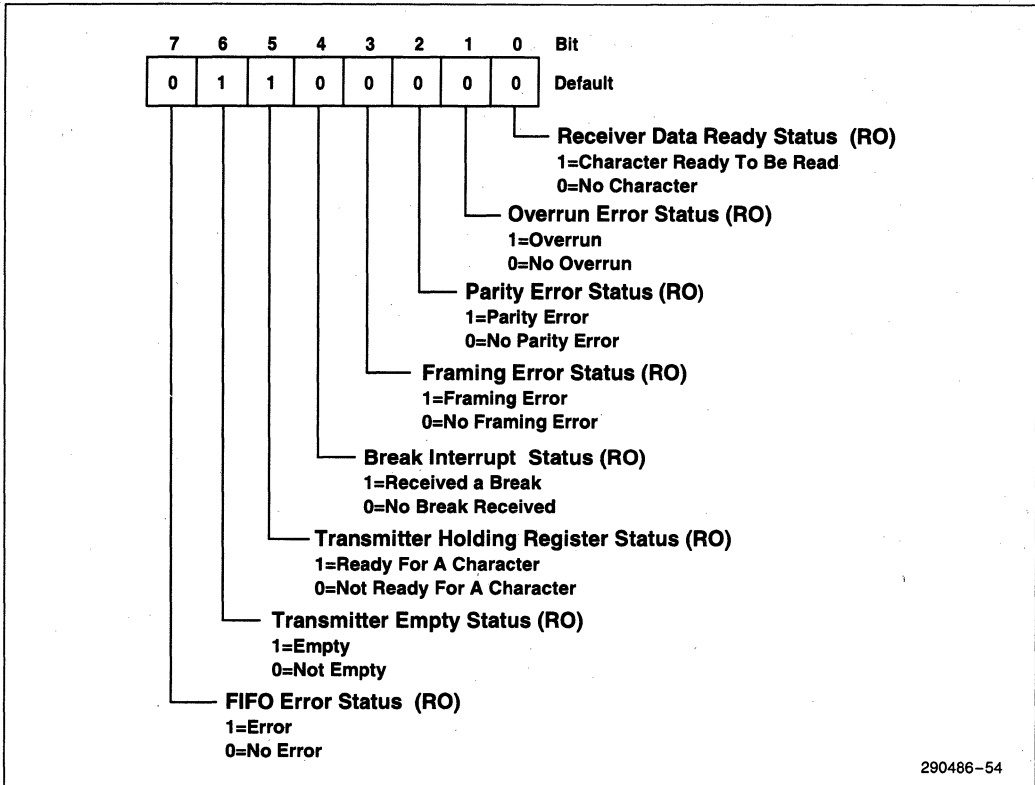 7 6 5 4 3 2 1 0 Bit
0 1 1 0 0 0 0 0 Default
Receiver Data Ready Status (RO)
1=Character Ready To Be Read
0=No Character
Overrun Error Status (RO)
1=Overrun
0=No Overrun
Parity Error Status (RO)
1=Parity Error
0=No Parity Error
Framing Error Status (RO)
1=Framing Error
0=No Framing Error
Break Interrupt Status (RO)
1=Received a Break
0=No Break Received
Transmitter Holding Register Status (RO)
1=Ready For A Character
0=Not Ready For A Character
Transmitter Empty Status (RO)
1=Empty
0=Not Empty
FIFO Error Status (RO)
1=Error
0=No Error
290486-54